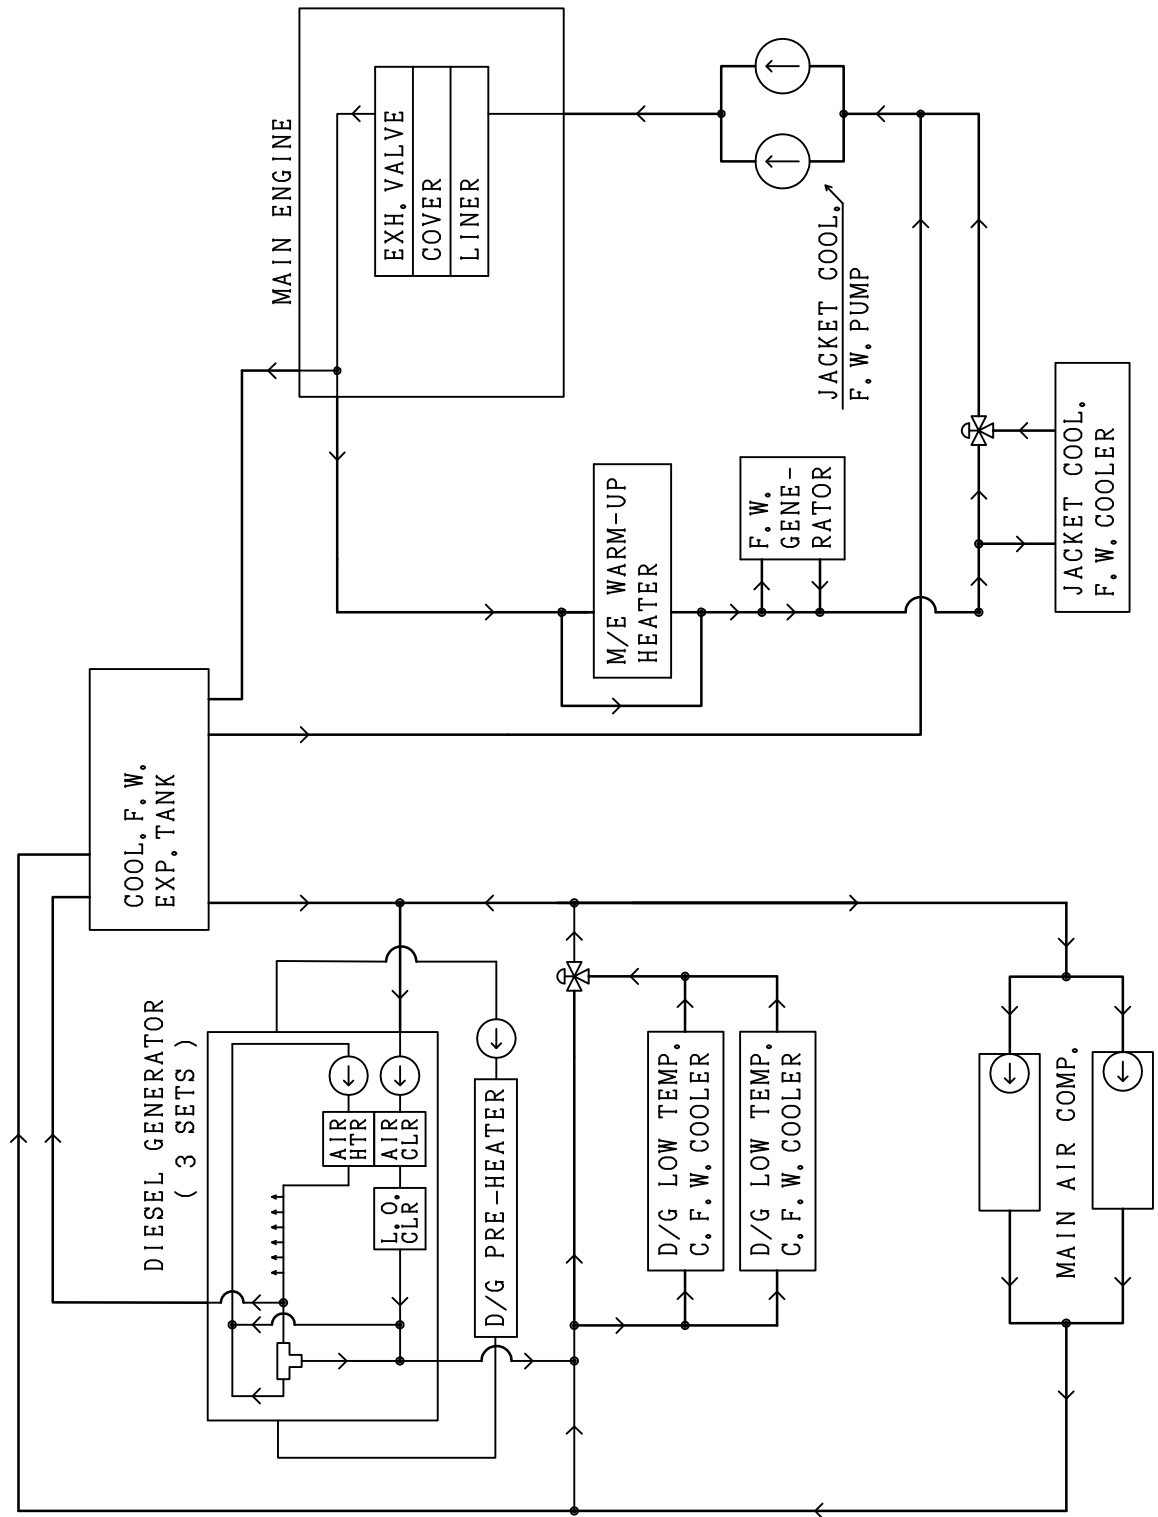 MAIN ENGINE
EXH.VALVE
COVER
LINER
JACKET COOL.
F.W.PUMP
M/E WARM-UP
HEATER
F.W.
GENE-
RATOR
JACKET COOL.
F.W.COOLER
COOL.F.W.
EXP.TANK
DIESEL GENERATOR
( 3 SETS )
AIR
HTR
AIR
CLR
L.O.
CLR
D/G PRE-HEATER
D/G LOW TEMP.
C.F.W.COOLER
D/G LOW TEMP.
C.F.W.COOLER
MAIN AIR COMP.